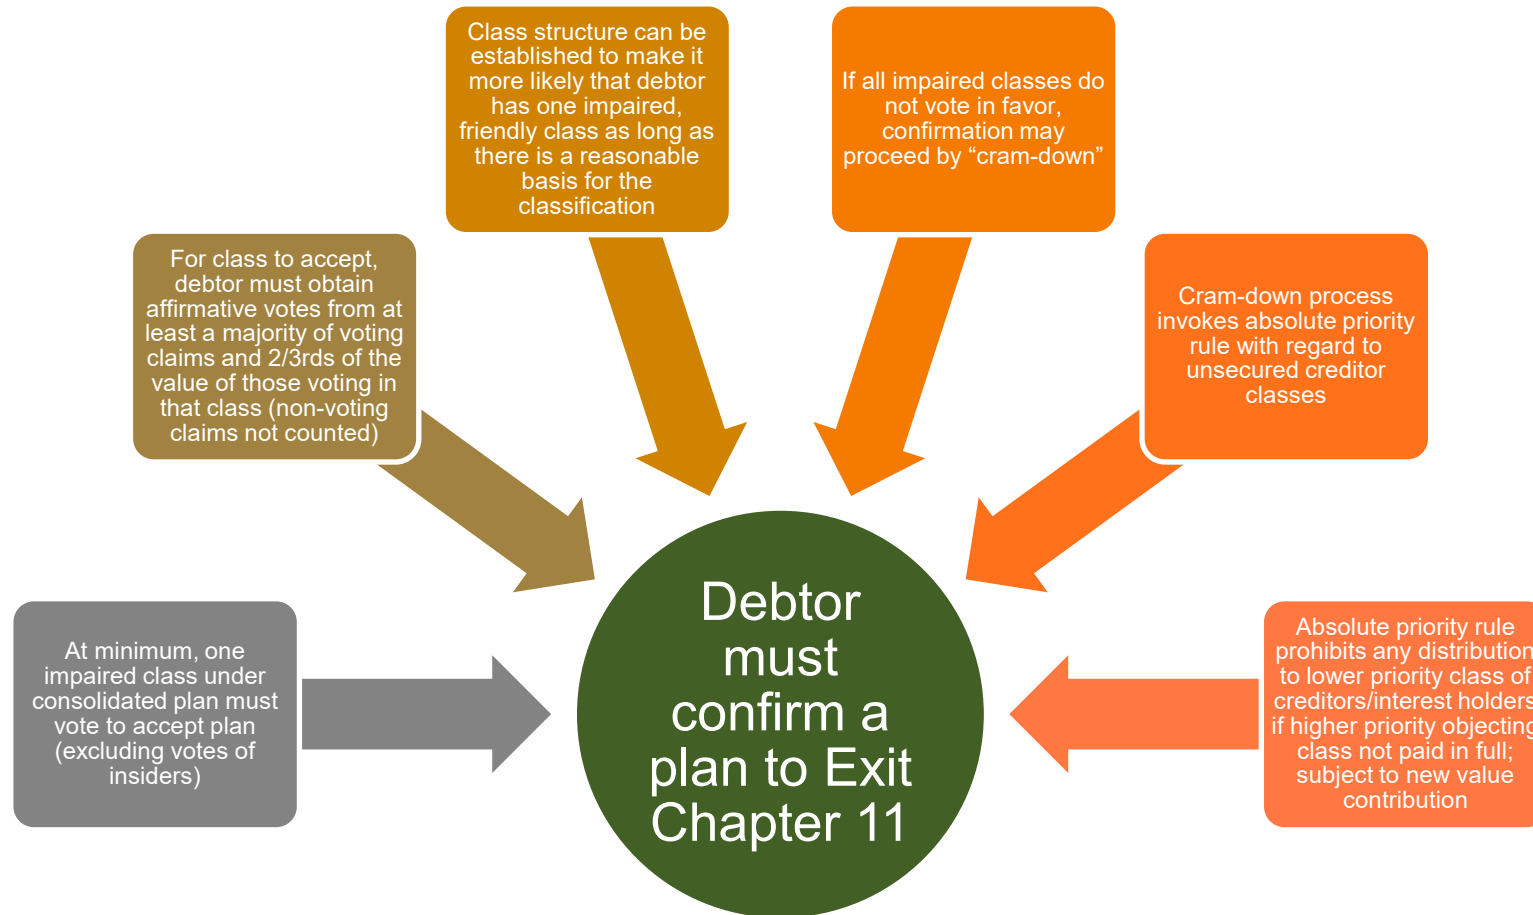 Class structure can be
established to make it
more likely that debtor
has one impaired,
friendly class as long as
there is a reasonable
basis for the
classification
If all impaired classes do
not vote in favor,
confirmation may
proceed by “cram-down”
For class to accept,
debtor must obtain
affirmative votes from at
least a majority of voting
claims and 2/3rds of the
value of those voting in
that class (non-voting
claims not counted)
Cram-down process
invokes absolute priority
rule with regard to
unsecured creditor
classes
At minimum, one
impaired class under
consolidated plan must
vote to accept plan
(excluding votes of
insiders)
Debtor
must
confirm a
plan to Exit
Chapter 11
Absolute priority rule
prohibits any distribution
to lower priority class of
creditors/interest holders
if higher priority objecting
class not paid in full;
subject to new value
contribution